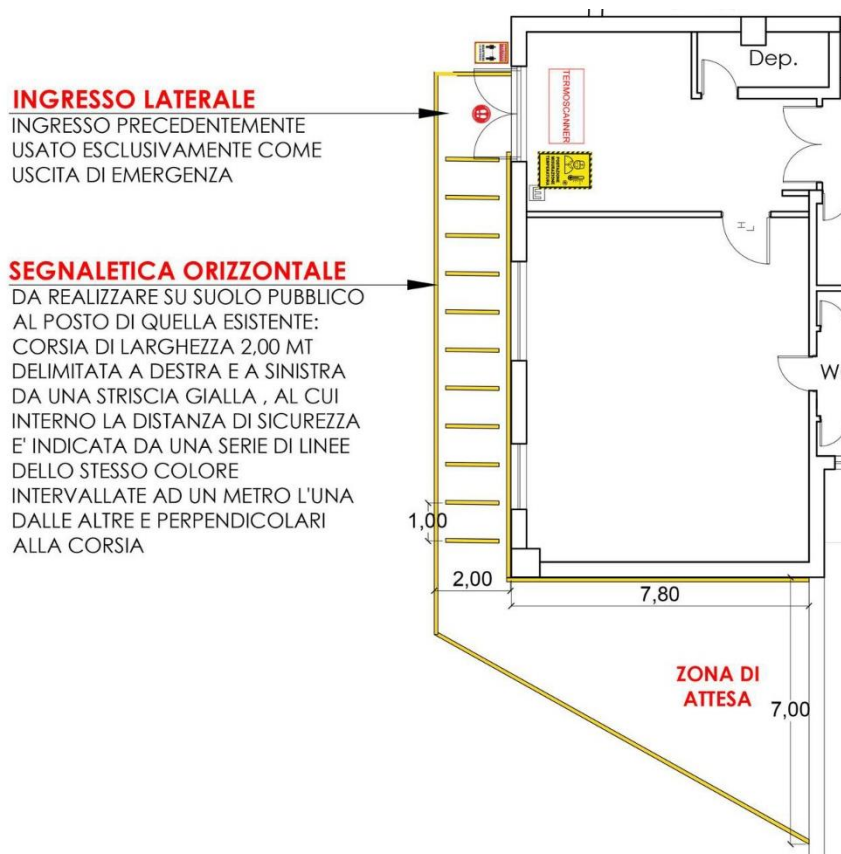 Dep.
INGRESSO LATERALE
INGRESSO PRECEDENTEMENTE
USATO ESCLUSIVAMENTE COME
USCITA DI EMERGENZA
TERMOSCANNER
SEGNALETICA ORIZZONTALE
DA REALIZZARE SU SUOLO PUBBLICO
AL POSTO DI QUELLA ESISTENTE:
CORSIA DI LARGHEZZA 2,00 MT
DELIMITATA A DESTRA E A SINISTRA
DA UNA STRISCIA GIALLA , AL CUI
INTERNO LA DISTANZA DI SICUREZZA
E' INDICATA DA UNA SERIE DI LINEE
DELLO STESSO COLORE
INTERVALLATE AD UN METRO L'UNA
DALLE ALTRE E PERPENDICOLARI
ALLA CORSIA
1,00
2,00
7,80
ZONA DI
ATTESA
7,00